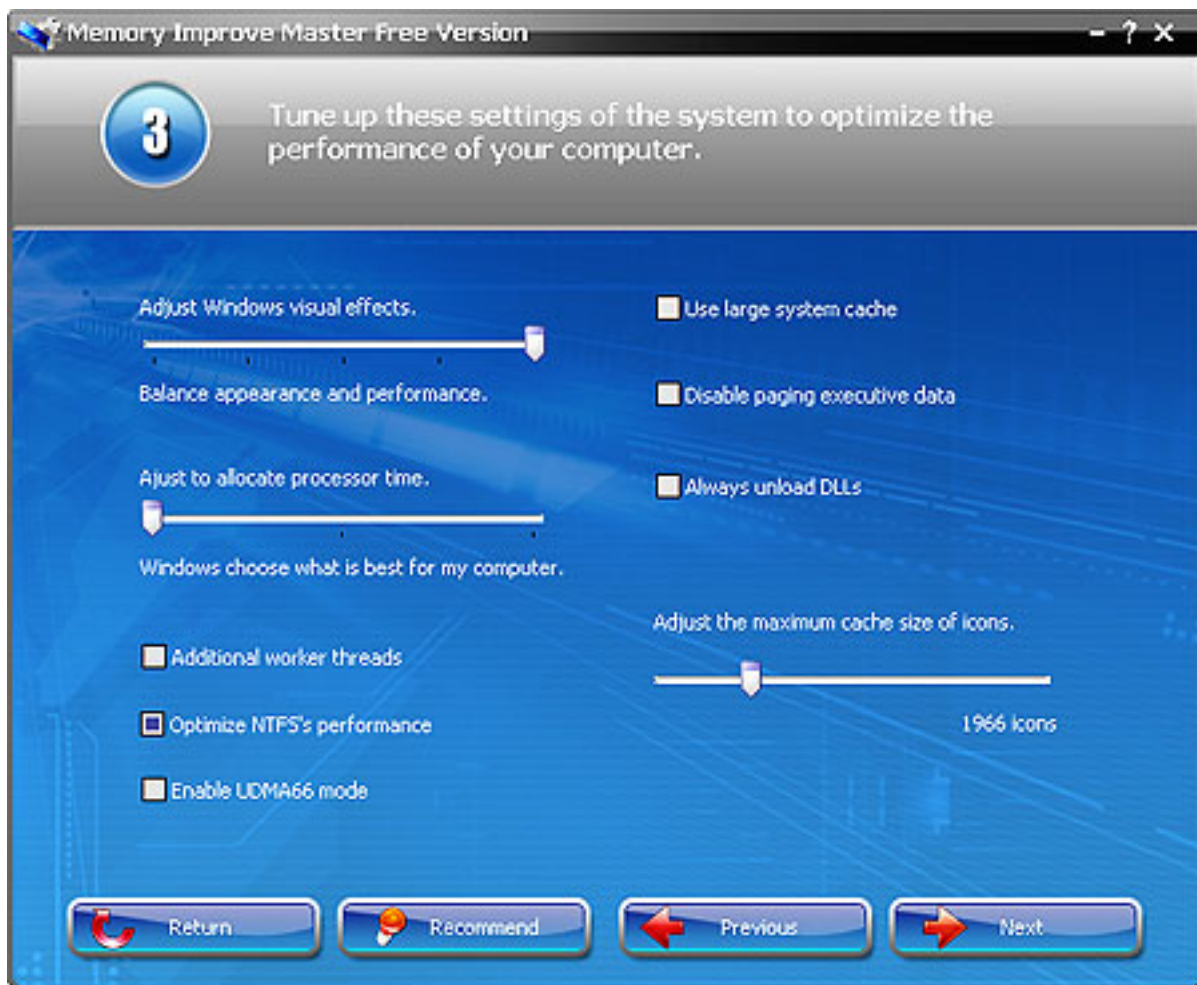 Memory Improve Master Free Version
3
Tune up these settings of the system to optimize the
performance of your computer.
Adjust Windows visual effects.
Balance appearance and performance.
Ajust to allocate processor time.
Windows choose what is best for my computer.
Additional worker threads
Optimize NTFS's performance
Enable UDMA66 mode
Use large system cache
Disable paging executive data
Always unload DLLs
Adjust the maximum cache size of icons.
1966 icons
Return
Recommend
Previous
Next